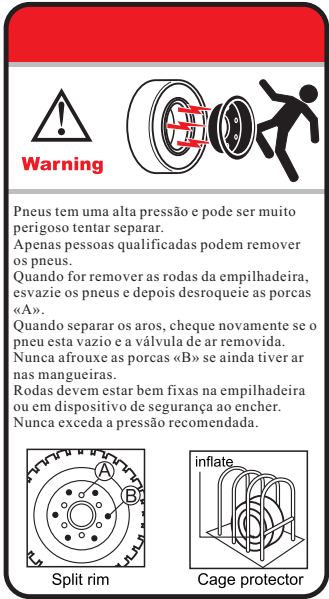 Warning
Pneus tem uma alta pressão e pode ser muito
perigoso tentar separar.
Apenas pessoas qualificadas podem remover
os pneus.
Quando for remover as rodas da empilhadeira,
esvazie os pneus e depois desroqueie as porcas
«A».
Quando separar os aros, cheque novamente se o
pneu esta vazio e a válvula de ar removida.
Nunca afrouxe as porcas «B» se ainda tiver ar
nas mangueiras.
Rodas devem estar bem fixas na empilhadeira
ou em dispositivo de segurança ao encher.
Nunca exceda a pressão recomendada.
A
B
Split rim
inflate
Cage protector